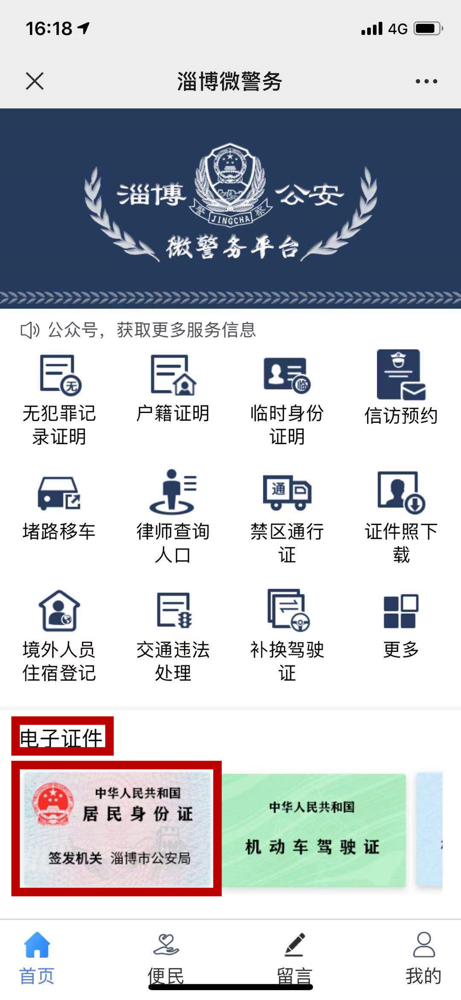 16:18 4G
淄博微警务
淄博 公安
警 JINGCHA 察
微警务平台
公众号，获取更多服务信息
无 临
无犯罪记录证明 户籍证明 临时身份证明 信访预约
通
堵路移车 律师查询人口 禁区通行证 证件照下载
境外人员住宿登记 交通违法处理 补换驾驶证 更多
电子证件
中华人民共和国
居民身份证
签发机关 淄博市公安局
中华人民共和国
机动车驾驶证
首页 便民 留言 我的